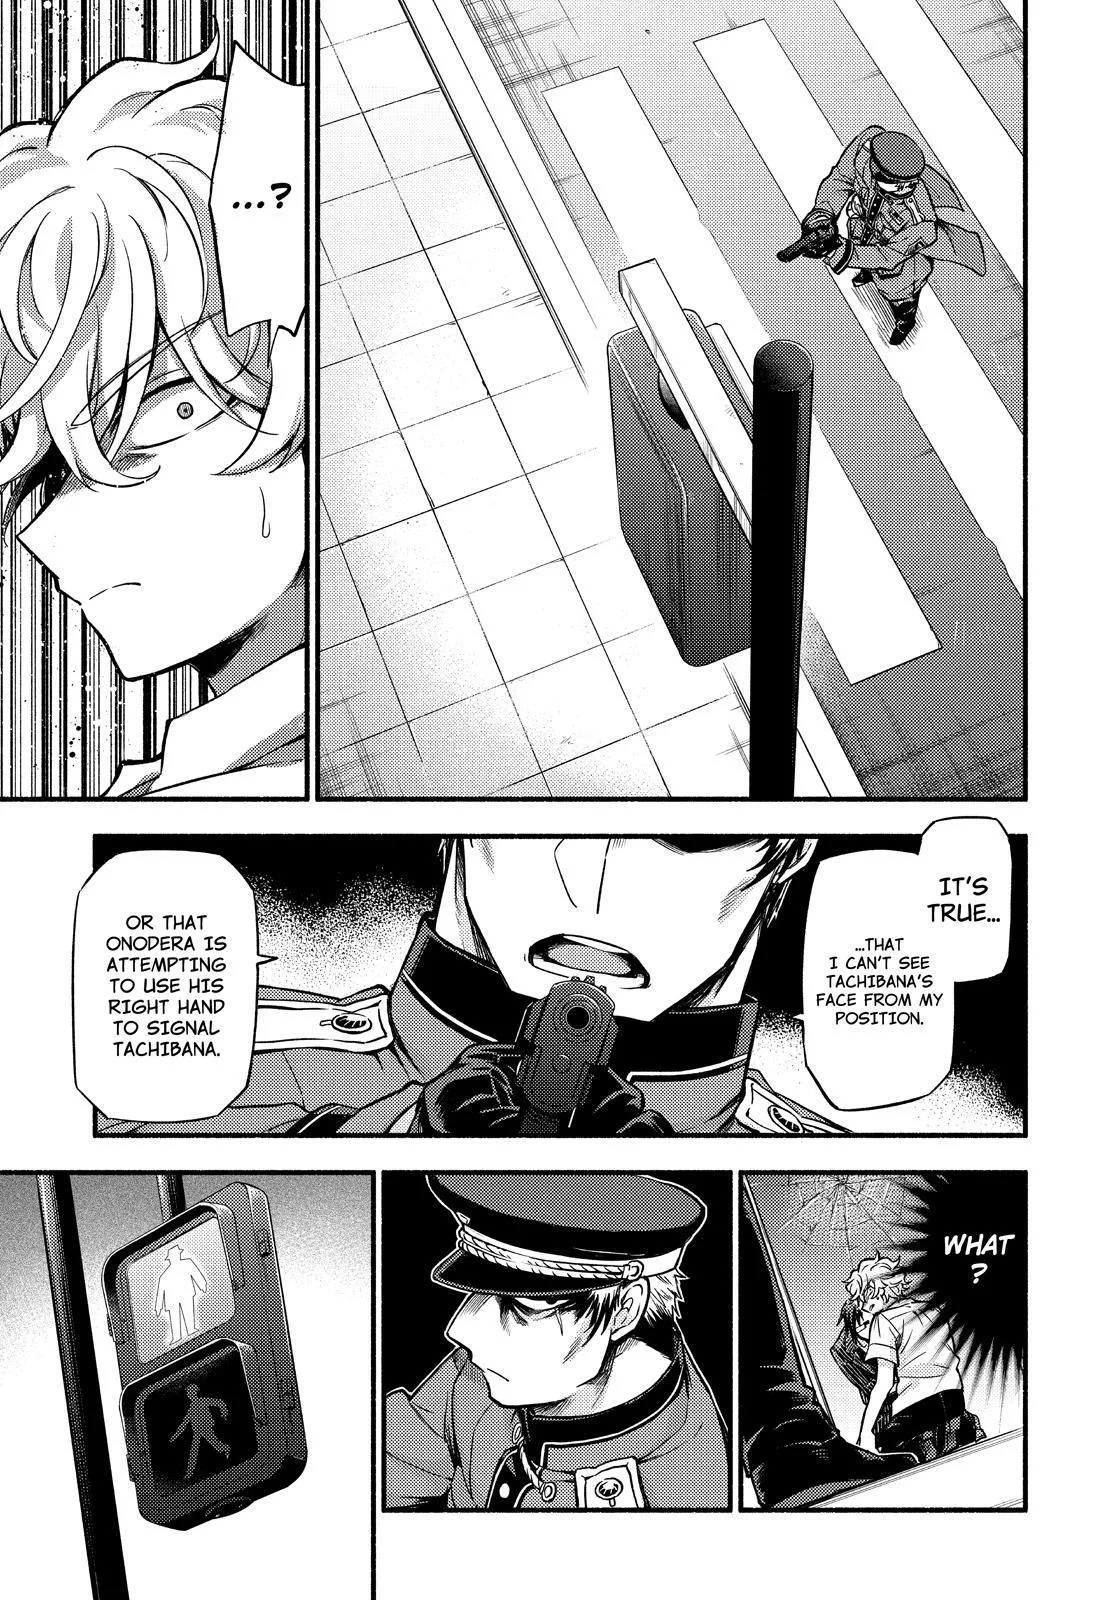 ...?
IT'S
TRUE...
...THAT
I CAN'T SEE
TACHIBANA'S
FACE FROM MY
POSITION.
OR THAT
ONODERA IS
ATTEMPTING
TO USE HIS
RIGHT HAND
TO SIGNAL
TACHIBANA.
WHAT
?